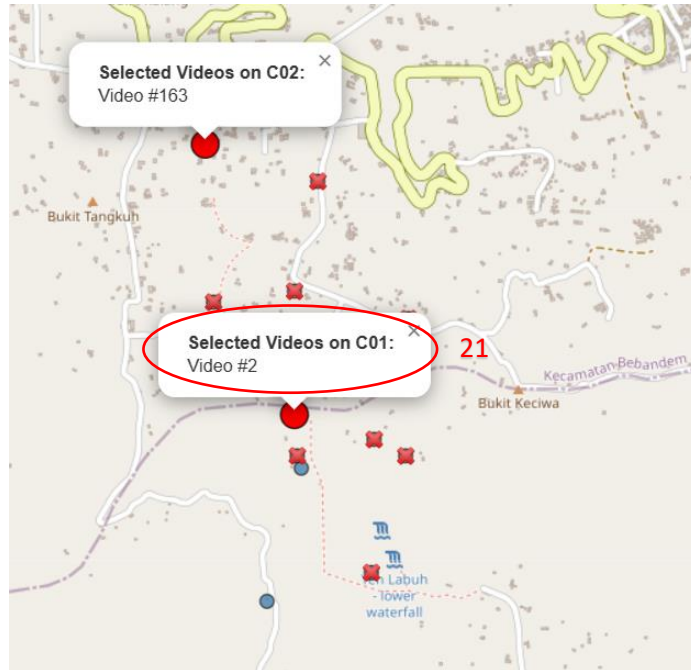 Selected Videos on C02:
×
Video #163
Bukit Tangkuh
Selected Videos on C01:
×
Video #2
21
Kecamatan Bebandem
Bukit Keciwa
Labuh
- lower
waterfall